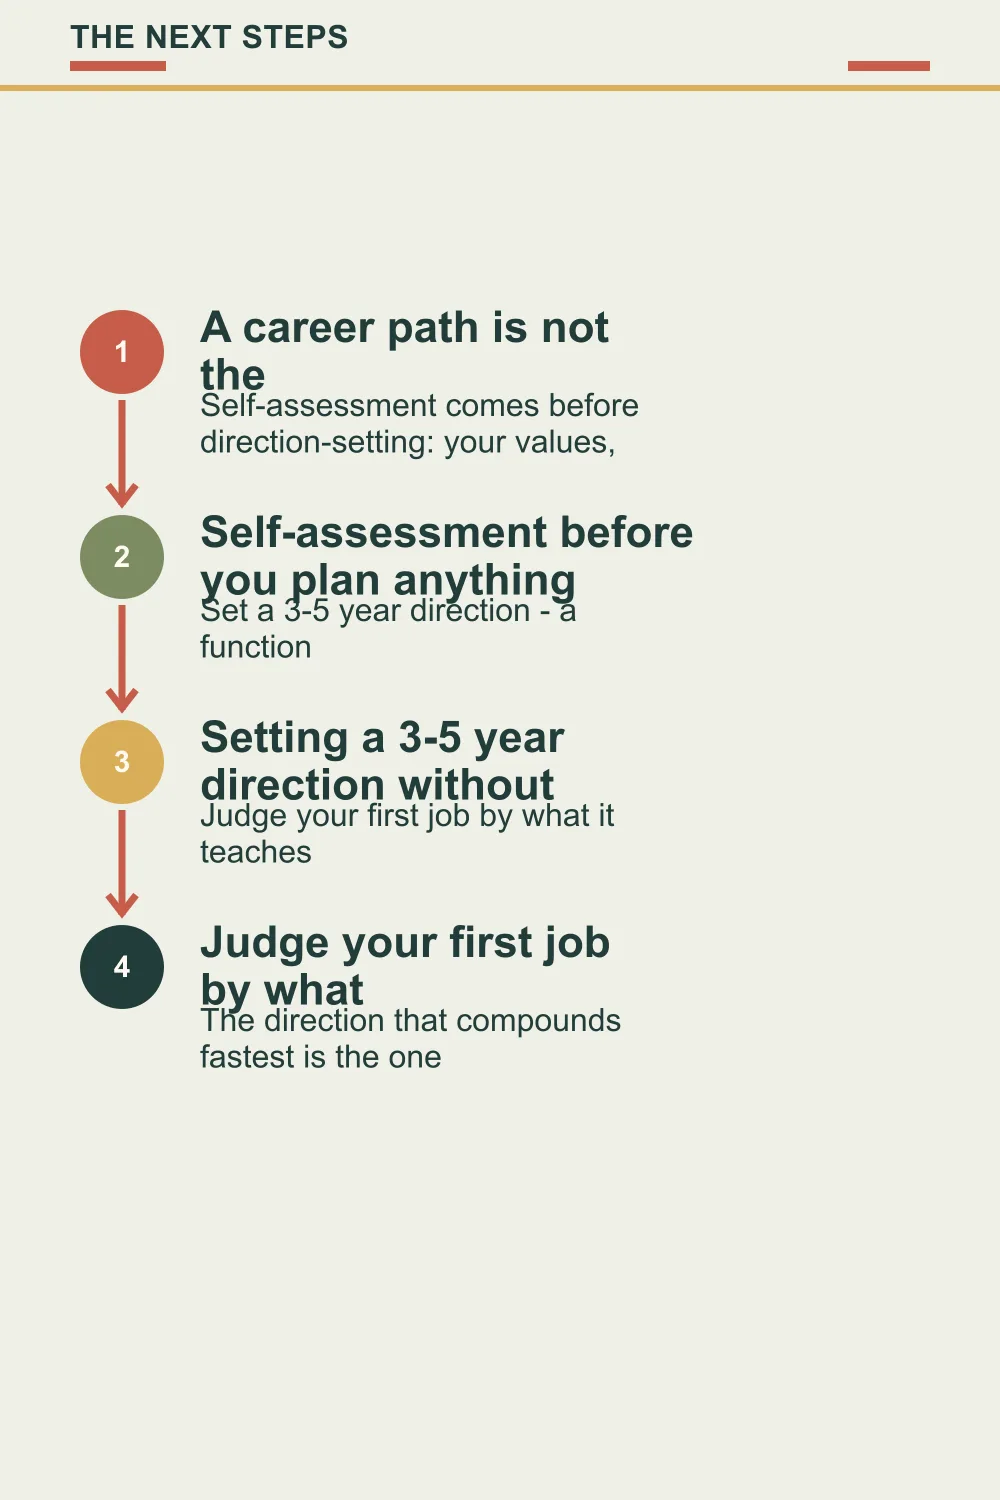 THE NEXT STEPS
1
A career path is not
the
Self-assessment comes before
direction-setting: your values,
2
Self-assessment before
you plan anything
Set a 3-5 year direction - a
function
3
Setting a 3-5 year
direction without
Judge your first job by what it
teaches
4
Judge your first job
by what
The direction that compounds
fastest is the one